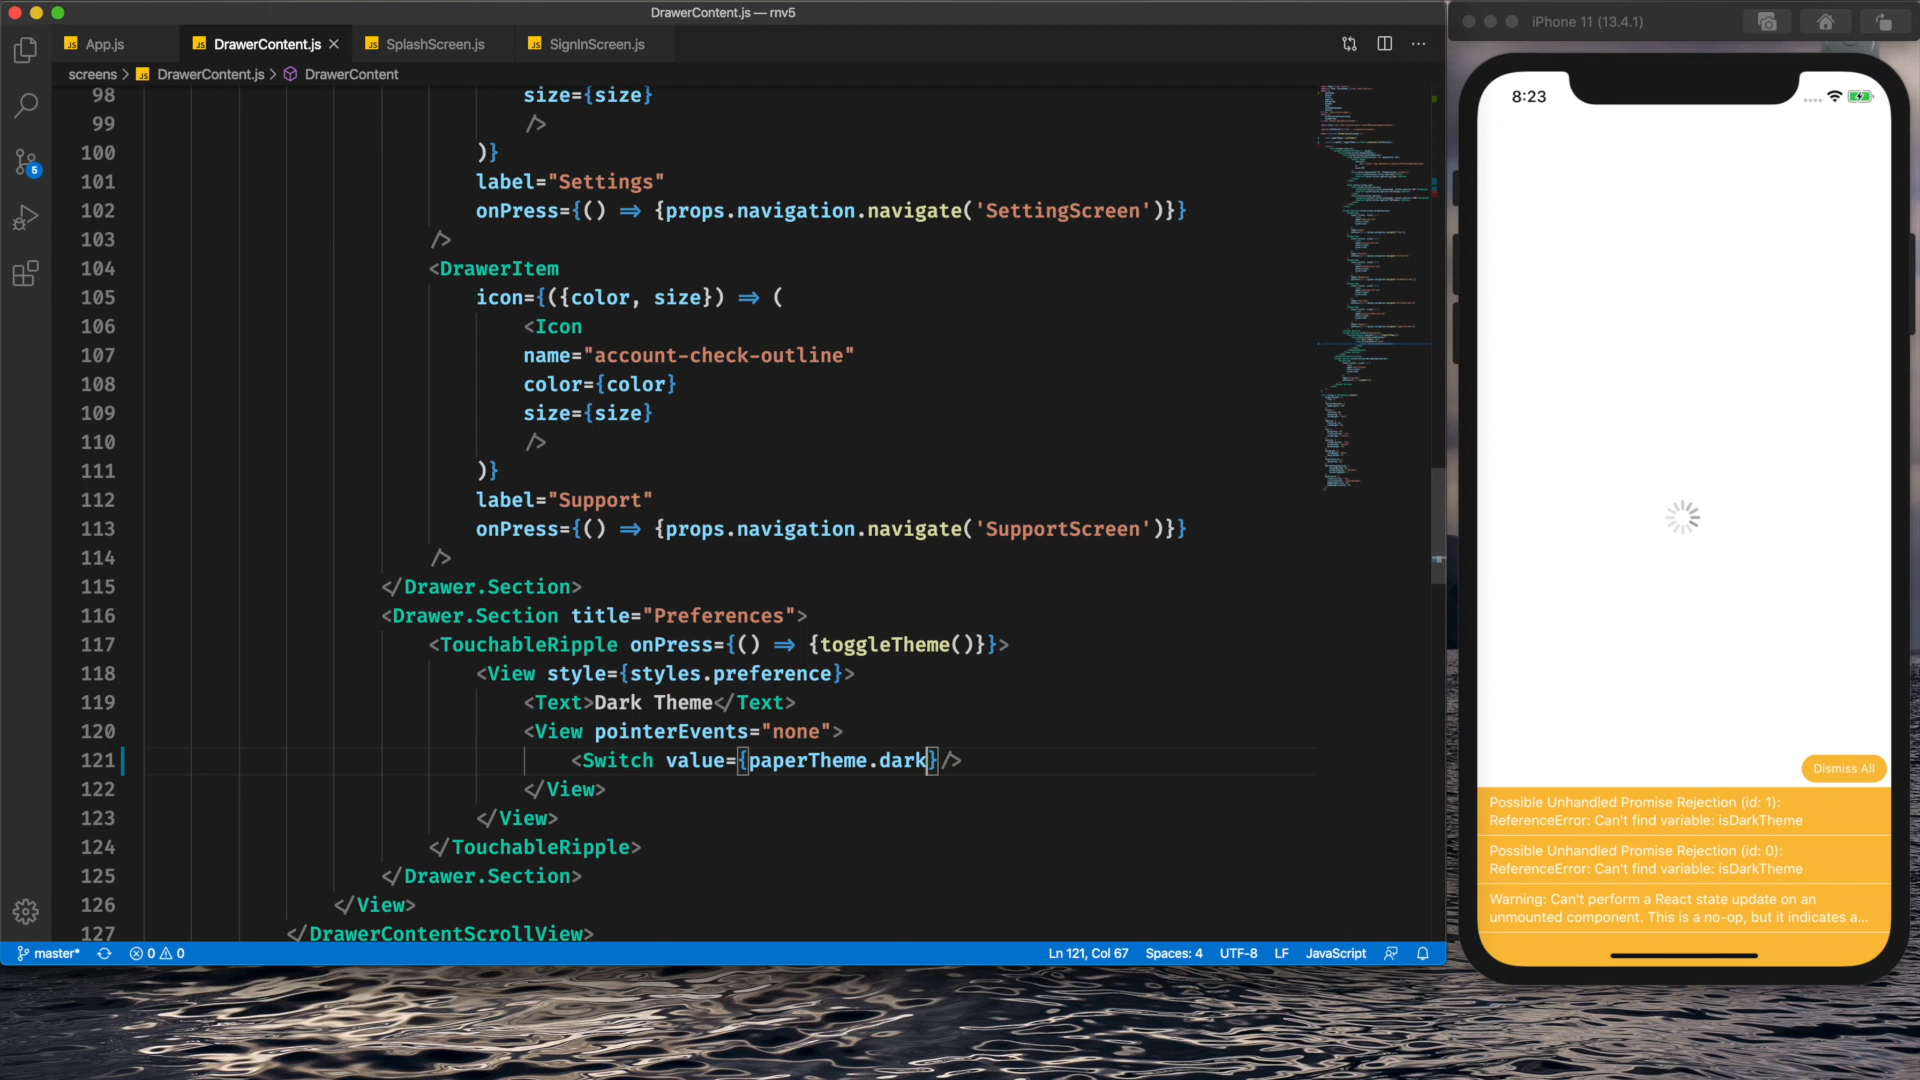 DrawerContent.js — rnv5
JS App.js
JS DrawerContent.js
JS SplashScreen.js
JS SignInScreen.js
screens > JS DrawerContent.js > DrawerContent
98 size={size}
99 />
100 )}
101 label="Settings"
102 onPress={() => {props.navigation.navigate('SettingScreen')}}
103 />
104 <DrawerItem
105 icon={({color, size}) => (
106 <Icon
107 name="account-check-outline"
108 color={color}
109 size={size}
110 />
111 )}
112 label="Support"
113 onPress={() => {props.navigation.navigate('SupportScreen')}}
114 />
115 </Drawer.Section>
116 <Drawer.Section title="Preferences">
117 <TouchableRipple onPress={() => {toggleTheme()}}>
118 <View style={styles.preference}>
119 <Text>Dark Theme</Text>
120 <View pointerEvents="none">
121 <Switch value={paperTheme.dark}/>
122 </View>
123 </View>
124 </TouchableRipple>
125 </Drawer.Section>
126 </View>
127 </DrawerContentScrollView>
5
master* 0 0
Ln 121, Col 67 Spaces: 4 UTF-8 LF JavaScript
iPhone 11 (13.4.1)
8:23
Dismiss All
Possible Unhandled Promise Rejection (id: 1):
ReferenceError: Can't find variable: isDarkTheme
Possible Unhandled Promise Rejection (id: 0):
ReferenceError: Can't find variable: isDarkTheme
Warning: Can't perform a React state update on an
unmounted component. This is a no-op, but it indicates a...